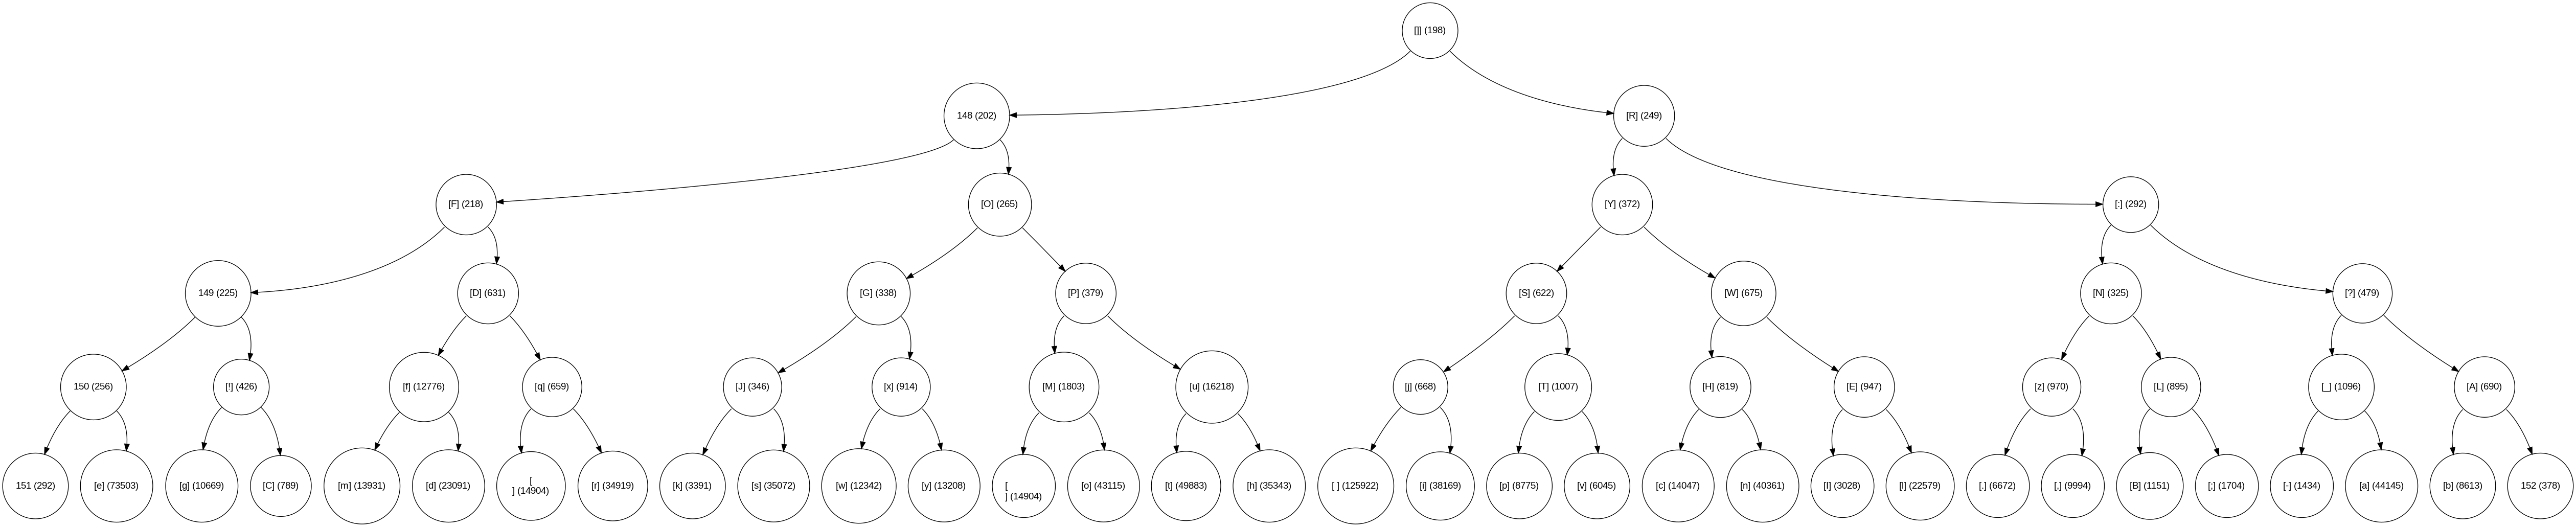 []] (198)
148 (202)
[R] (249)
[F] (218)
[O] (265)
[Y] (372)
[:] (292)
149 (225)
[D] (631)
[G] (338)
[P] (379)
[S] (622)
[W] (675)
[N] (325)
[?] (479)
150 (256)
[!] (426)
[f] (12776)
[q] (659)
[J] (346)
[x] (914)
[M] (1803)
[u] (16218)
[j] (668)
[T] (1007)
[H] (819)
[E] (947)
[z] (970)
[L] (895)
[_] (1096)
[A] (690)
151 (292)
[e] (73503)
[g] (10669)
[C] (789)
[m] (13931)
[d] (23091)
[
] (14904)
[r] (34919)
[k] (3391)
[s] (35072)
[w] (12342)
[y] (13208)
[
] (14904)
[o] (43115)
[t] (49883)
[h] (35343)
[ ] (125922)
[i] (38169)
[p] (8775)
[v] (6045)
[c] (14047)
[n] (40361)
[I] (3028)
[l] (22579)
[.] (6672)
[,] (9994)
[B] (1151)
[;] (1704)
[-] (1434)
[a] (44145)
[b] (8613)
152 (378)